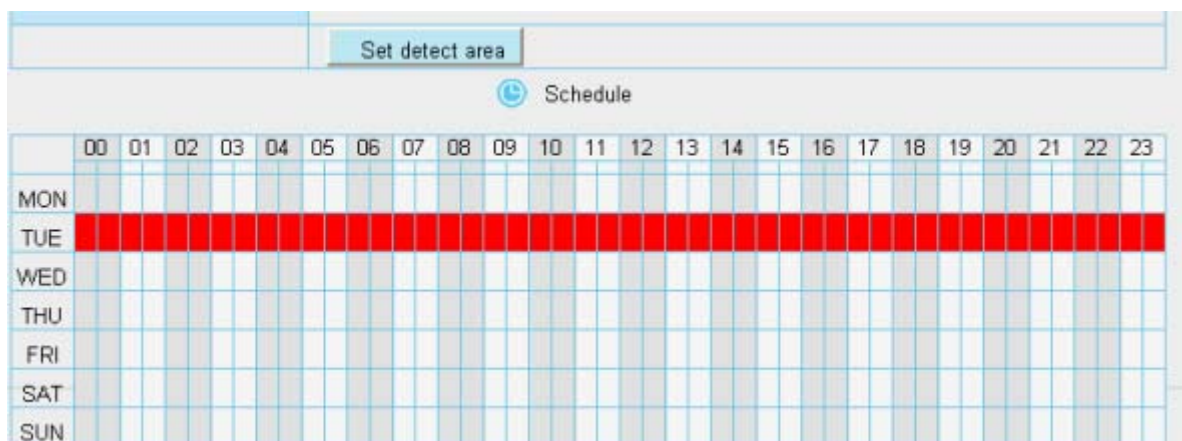 Set detect area
Schedule
00 01 02 03 04 05 06 07 08 09 10 11 12 13 14 15 16 17 18 19 20 21 22 23
MON
TUE
WED
THU
FRI
SAT
SUN